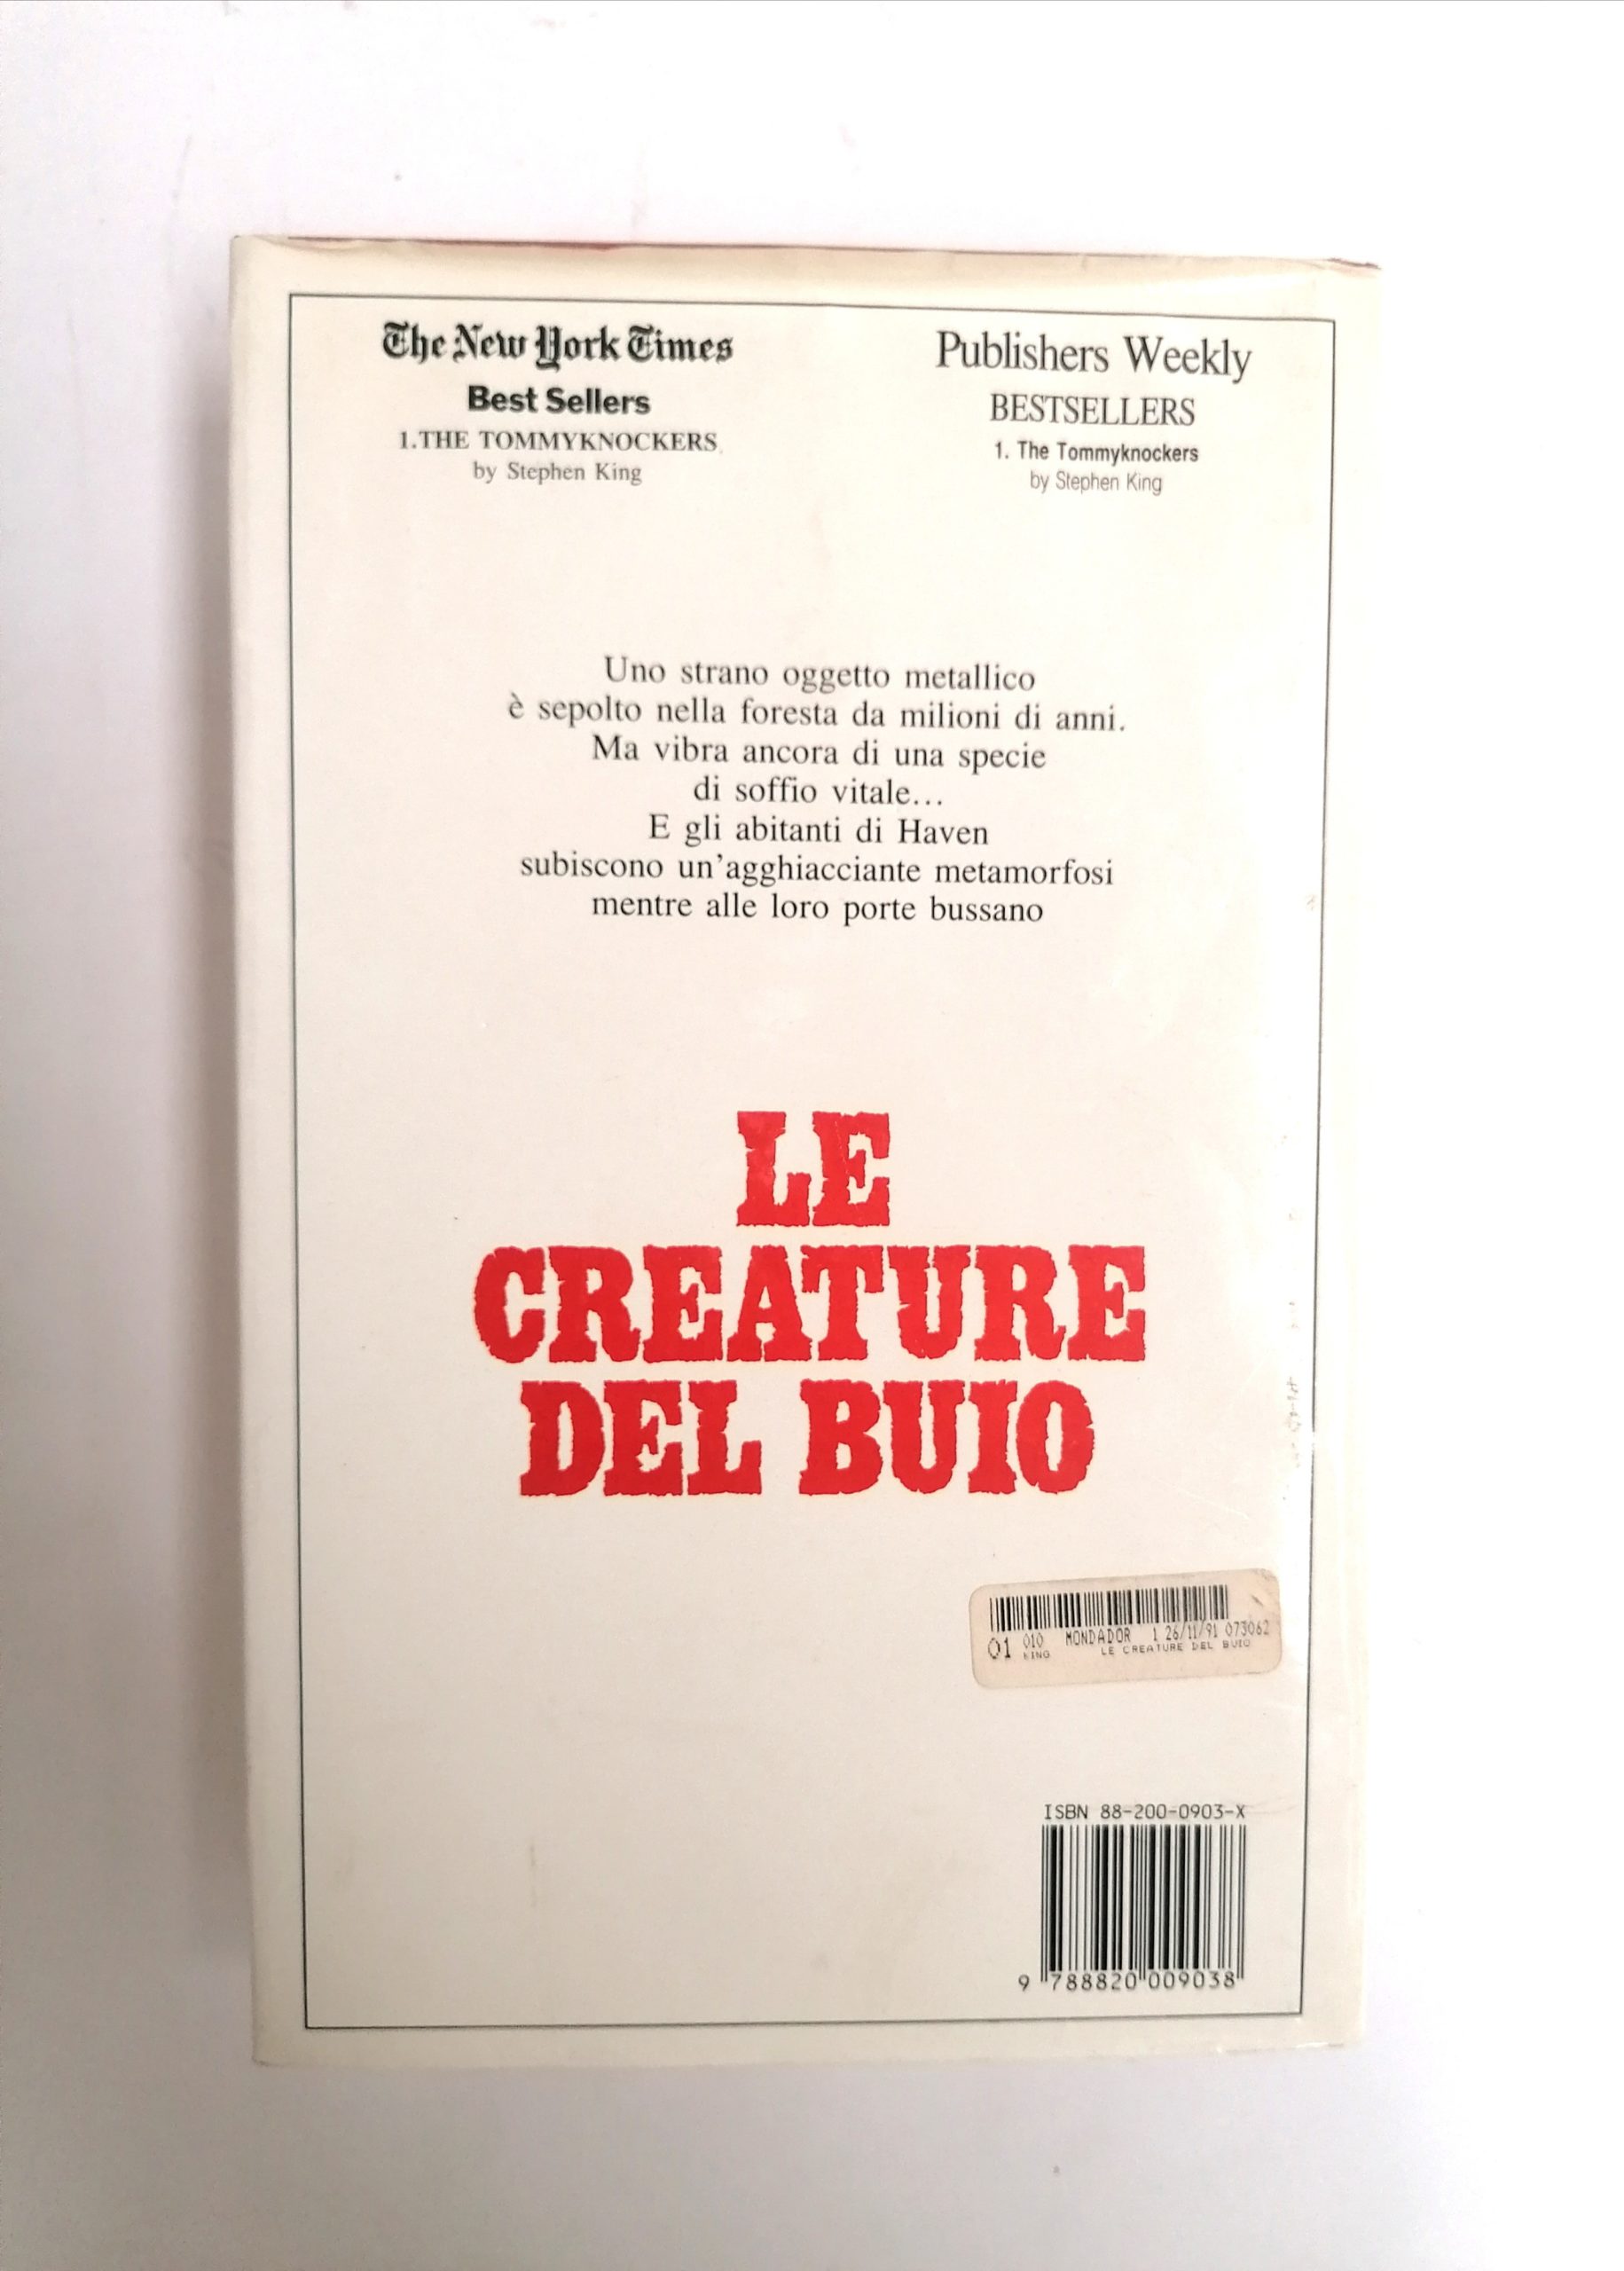 The New York Times
Best Sellers
1.THE TOMMYKNOCKERS
by Stephen King
Publishers Weekly
BESTSELLERS
1. The Tommyknockers
by Stephen King
Uno strano oggetto metallico
è sepolto nella foresta da milioni di anni.
Ma vibra ancora di una specie
di soffio vitale...
E gli abitanti di Haven
subiscono un'agghiacciante metamorfosi
mentre alle loro porte bussano
LE
CREATURE
DEL BUIO
01 010 MONDADOR 1 26/11/91 073062
KING LE CREATURE DEL BUIO
ISBN 88-200-0903-X
9 788820 009038